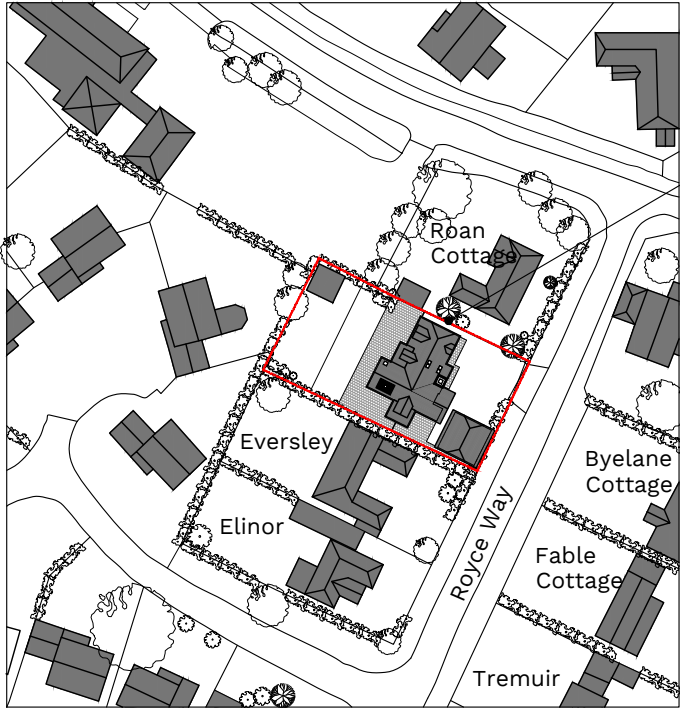 Roan
Cottage
Eversley
Byelane
Cottage
Elinor
Royce Way
Fable
Cottage
Tremuir